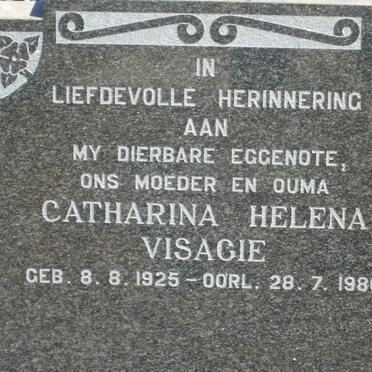 IN
LIEFDEVOLLE HERINNERING
AAN
MY DIERBARE EGGENOTE,
ONS MOEDER EN OUMA
CATHARINA HELENA
VISAGIE
GEB. 8. 8. 1925 – OORL. 28. 7.